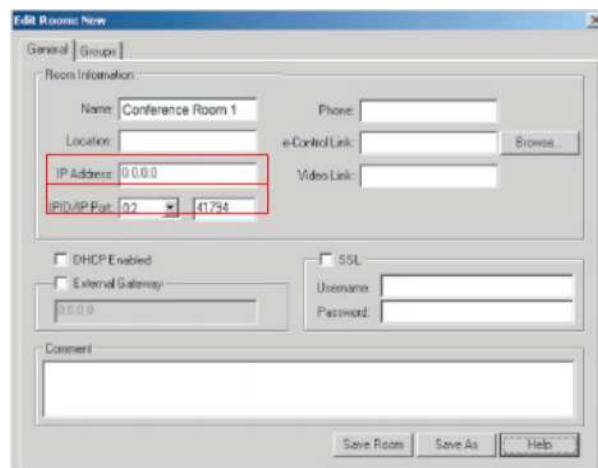 Edit Room: New
General Groups
Room Information
Name: Conference Room 1
Phone:
Location:
e-Control Link:
Browse...
IP Address: 0.0.0.0
Video Link:
IPID/IP Port: 02 41794
DHCP Enabled
SSL
External Gateway
Username:
0.0.0.0
Password:
Comment
Save Room Save As Help